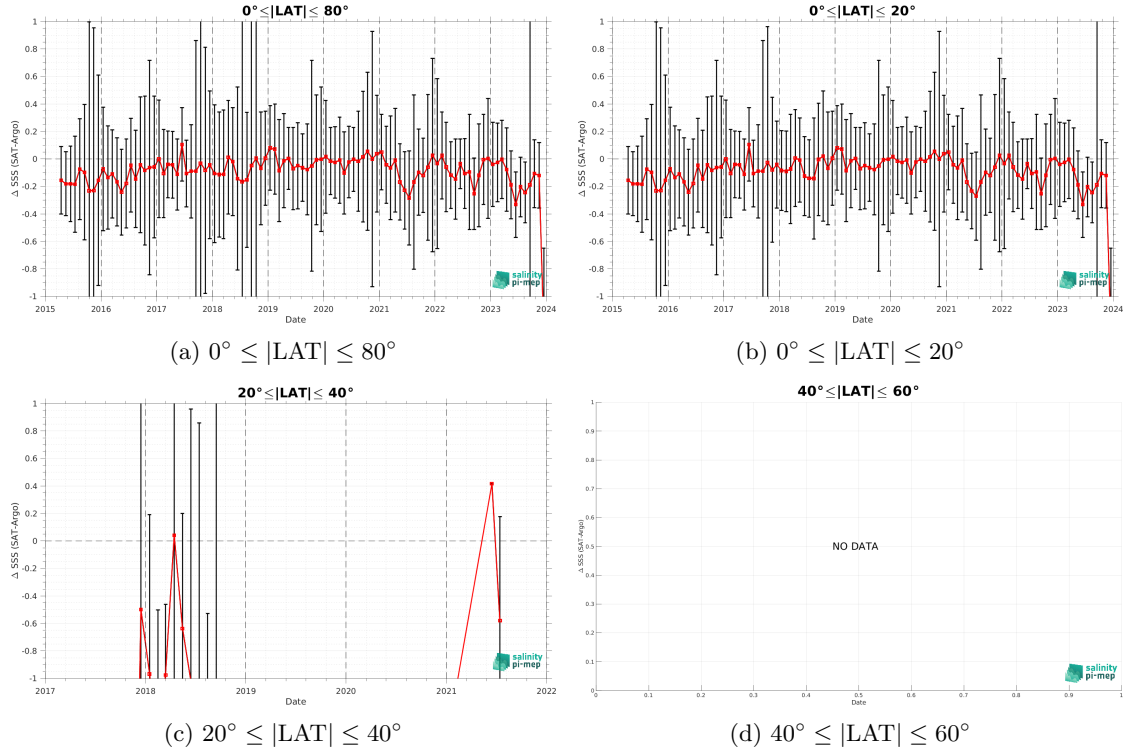 0°≤|LAT|≤ 80°
1
0.8
0.6
0.4
0.2
0
-0.2
-0.4
-0.6
-0.8
-1
Δ SSS (SAT-Argo)
2015 2016 2017 2018 2019 2020 2021 2022 2023 2024
Date
salinity
pi-mep
(a) 0° ≤ |LAT| ≤ 80°
0°≤|LAT|≤ 20°
1
0.8
0.6
0.4
0.2
0
-0.2
-0.4
-0.6
-0.8
-1
Δ SSS (SAT-Argo)
2015 2016 2017 2018 2019 2020 2021 2022 2023 2024
Date
salinity
pi-mep
(b) 0° ≤ |LAT| ≤ 20°
20°≤|LAT|≤ 40°
1
0.8
0.6
0.4
0.2
0
-0.2
-0.4
-0.6
-0.8
-1
Δ SSS (SAT-Argo)
2017 2018 2019 2020 2021 2022
Date
salinity
pi-mep
(c) 20° ≤ |LAT| ≤ 40°
40°≤|LAT|≤ 60°
1
0.9
0.8
0.7
0.6
0.5
0.4
0.3
0.2
0.1
0
Δ SSS (SAT-Argo)
NO DATA
0 0.1 0.2 0.3 0.4 0.5 0.6 0.7 0.8 0.9 1
Date
salinity
pi-mep
(d) 40° ≤ |LAT| ≤ 60°